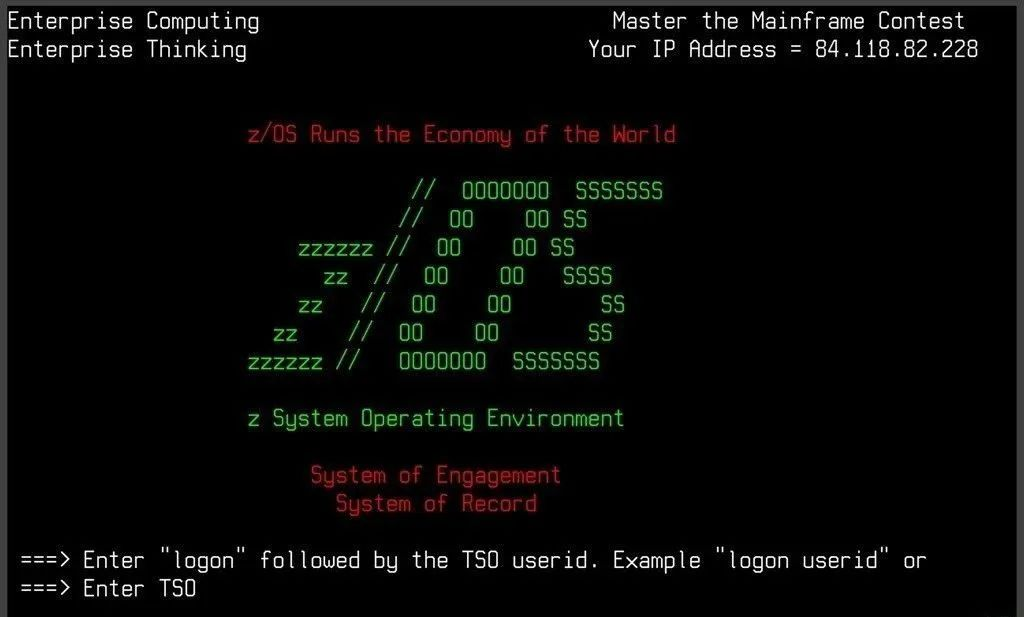 Enterprise Computing                            Master the Mainframe Contest
Enterprise Thinking                           Your IP Address = 84.118.82.228
z/OS Runs the Economy of the World
             //  OOOOOOO  SSSSSSS
            //  OO    OO SS
    zzzzzz //  OO    OO SS
      zz  //  OO    OO   SSSS
    zz   //  OO    OO       SS
  zz    //  OO    OO       SS
zzzzzz //   OOOOOOO  SSSSSSS
z System Operating Environment
System of Engagement
System of Record
===> Enter "logon" followed by the TSO userid. Example "logon userid" or
===> Enter TSO